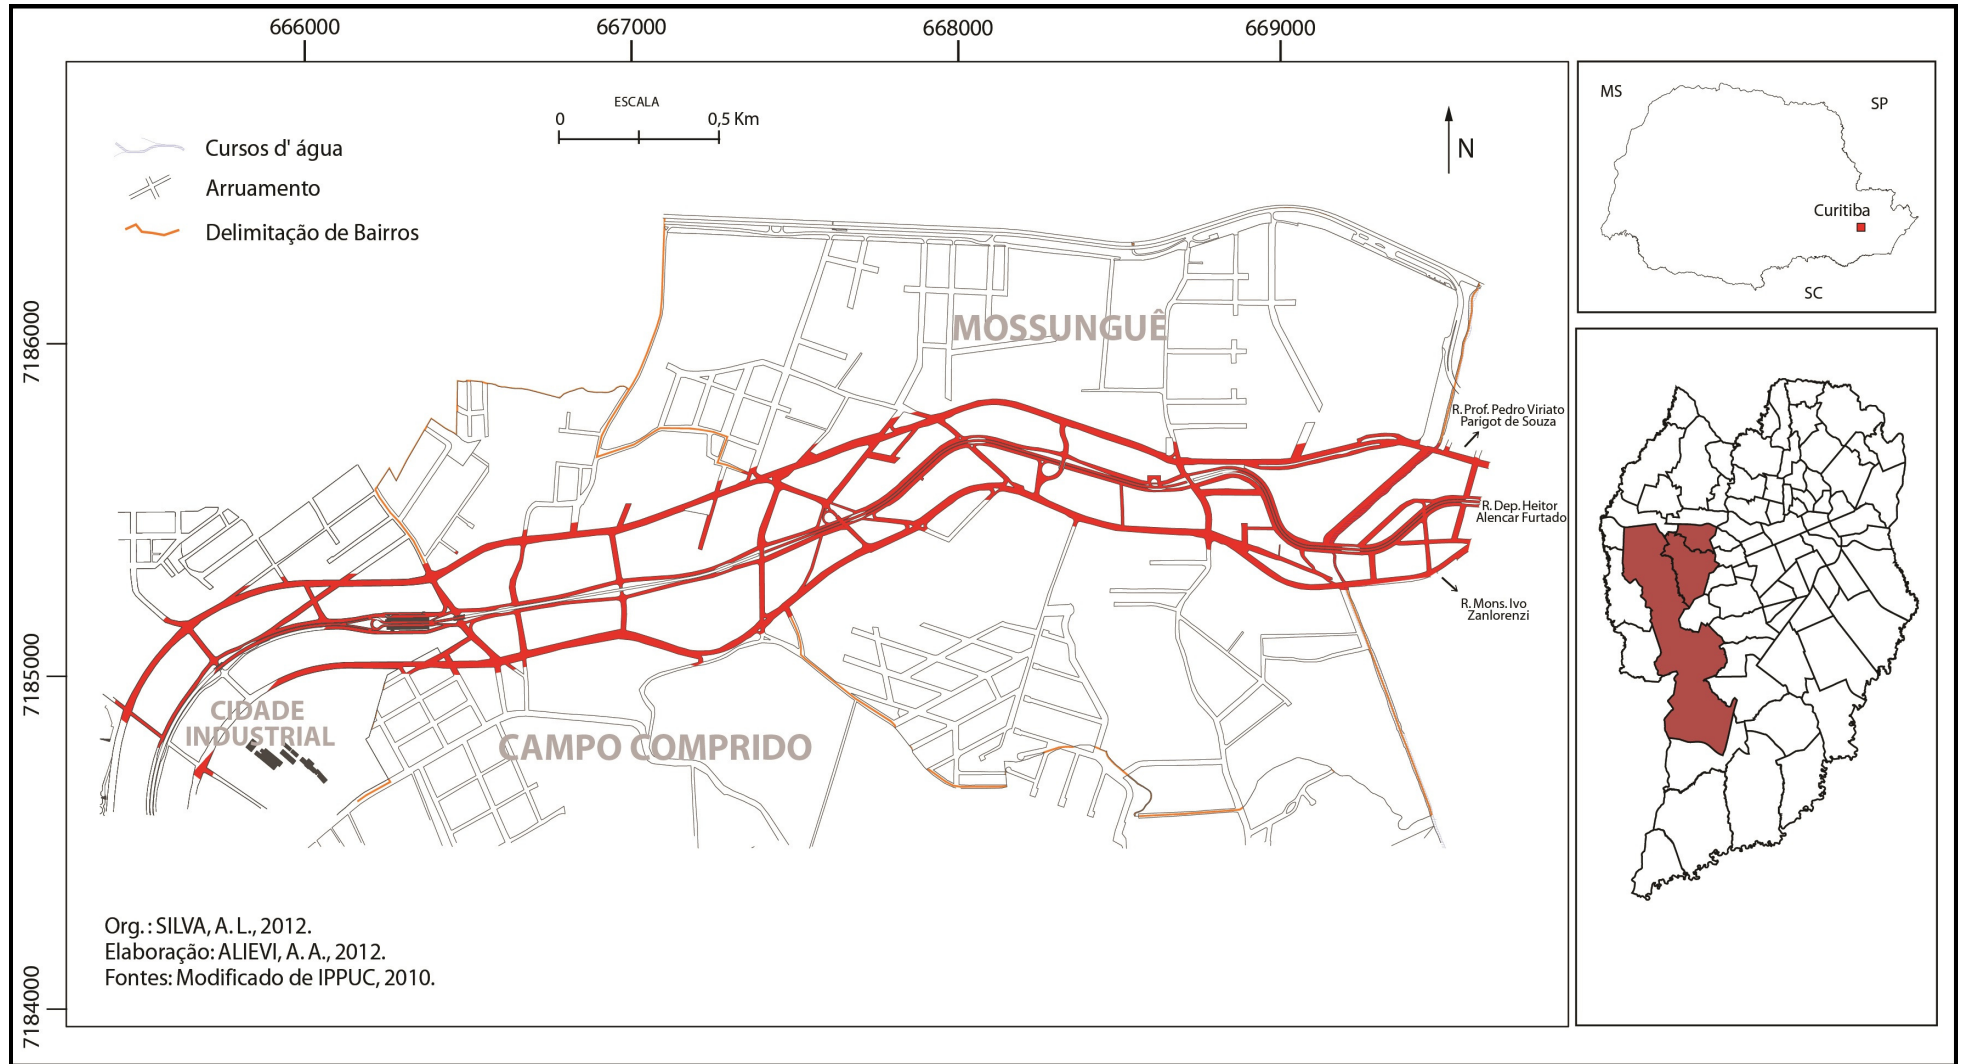 666000
667000
668000
669000
ESCALA
0
0,5 Km
N
Cursos d' água
Arruamento
Delimitação de Bairros
MOSSUNGUÊ
R. Prof. Pedro Viriato
Parigot de Souza
R. Dep. Heitor
Alencar Furtado
R. Mons. Ivo
Zanlorenzi
CIDADE
INDUSTRIAL
CAMPO COMPRIDO
7186000
7185000
7184000
Org. : SILVA, A. L., 2012.
Elaboração: ALIEVI, A. A., 2012.
Fontes: Modificado de IPPUC, 2010.
MS
SP
Curitiba
SC